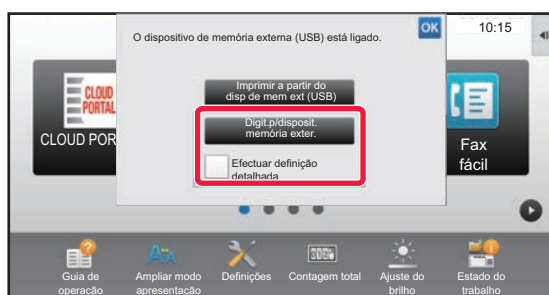 O dispositivo de memória externa (USB) está ligado.
OK
10:15
Imprimir a partir do
disp de mem ext (USB)
Digit.p/disposit.
memória exter.
Efectuar definição
detalhada
CLOUD
PORTAL
CLOUD POR
Fax
fácil
Guia de
operação
Ampliar modo
apresentação
Definições
Contagem total
Ajuste do
brilho
Estado do
trabalho